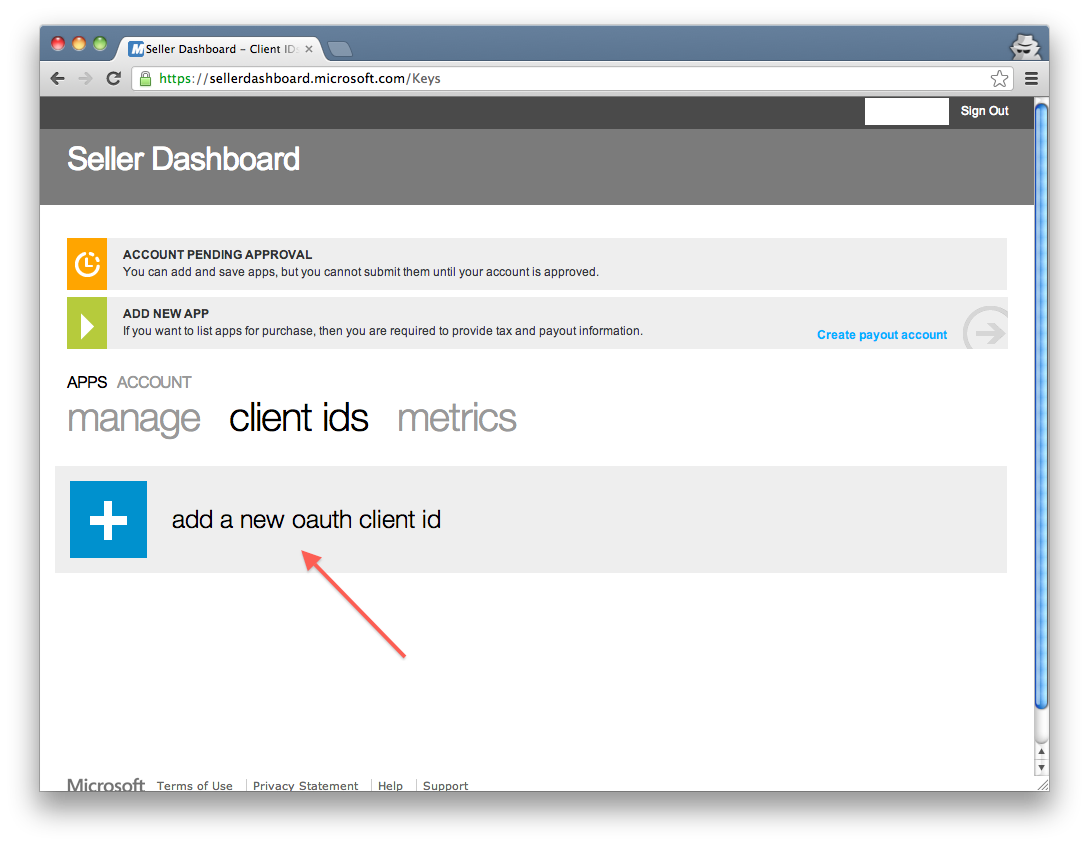 Seller Dashboard – Client IDs
https://sellerdashboard.microsoft.com/Keys
Sign Out
Seller Dashboard
ACCOUNT PENDING APPROVAL
You can add and save apps, but you cannot submit them until your account is approved.
ADD NEW APP
If you want to list apps for purchase, then you are required to provide tax and payout information.
Create payout account
APPS ACCOUNT
manage client ids metrics
add a new oauth client id
Microsoft Terms of Use Privacy Statement Help Support